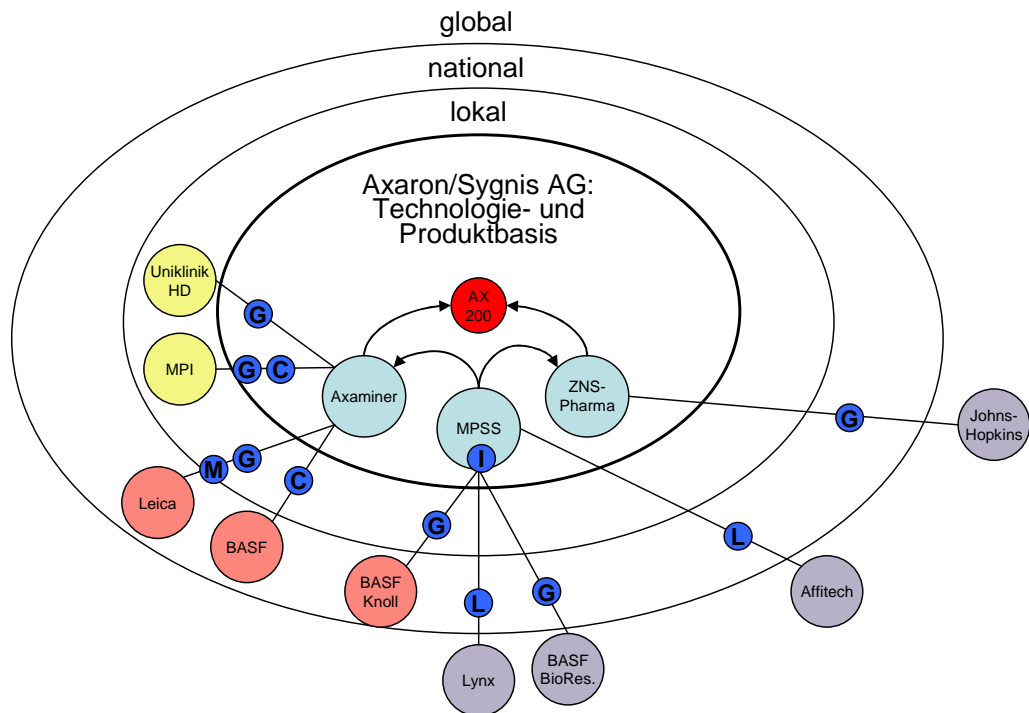 global
national
lokal
Axaron/Sygnis AG:
Technologie- und
Produktbasis
Uniklinik
HD
G
AX
200
MPI
G
C
Axaminer
ZNS-
Pharma
MPSS
I
G
Johns-
Hopkins
M
G
C
Leica
BASF
G
L
BASF
Knoll
L
G
Affitech
Lynx
BASF
BioRes.